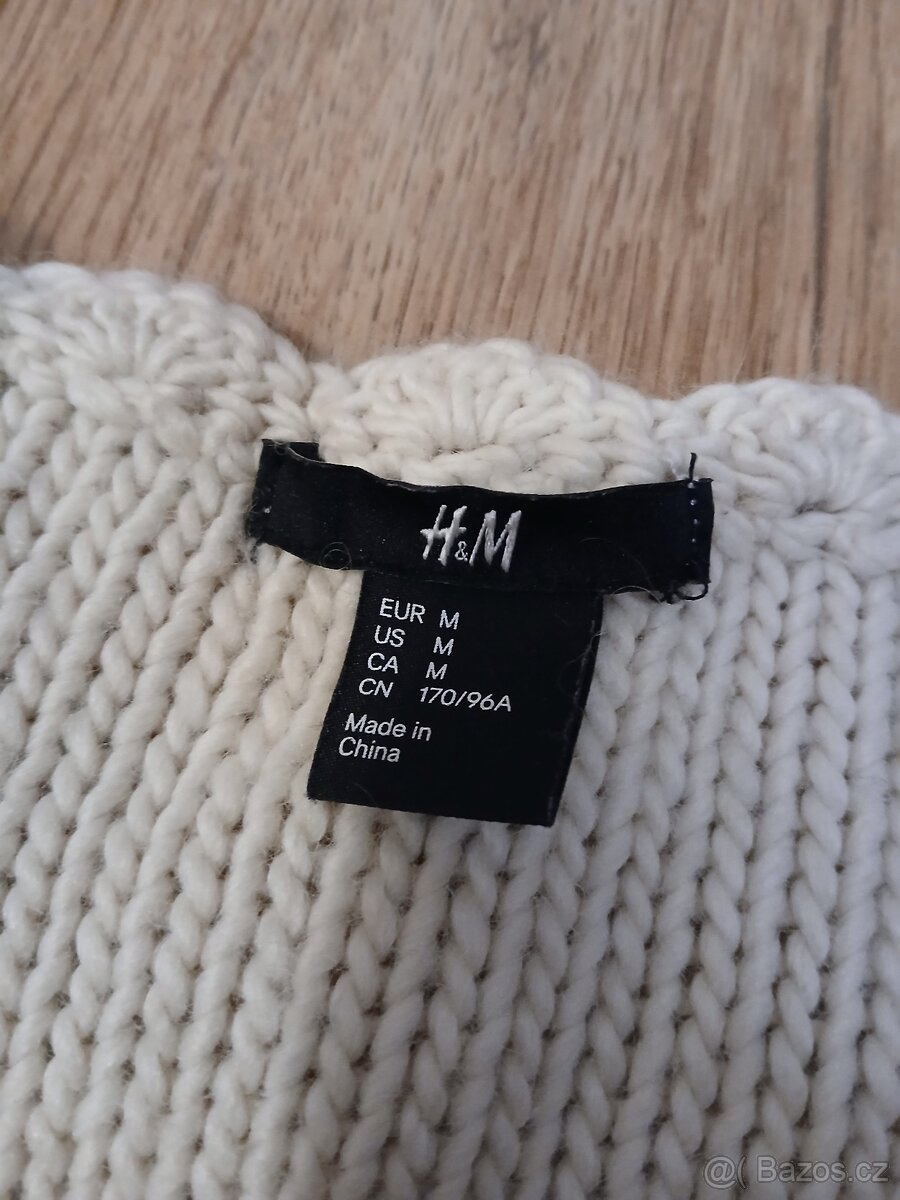 H&M
EUR M
US M
CA M
CN 170/96A
Made in
China
@( Bazos.cz